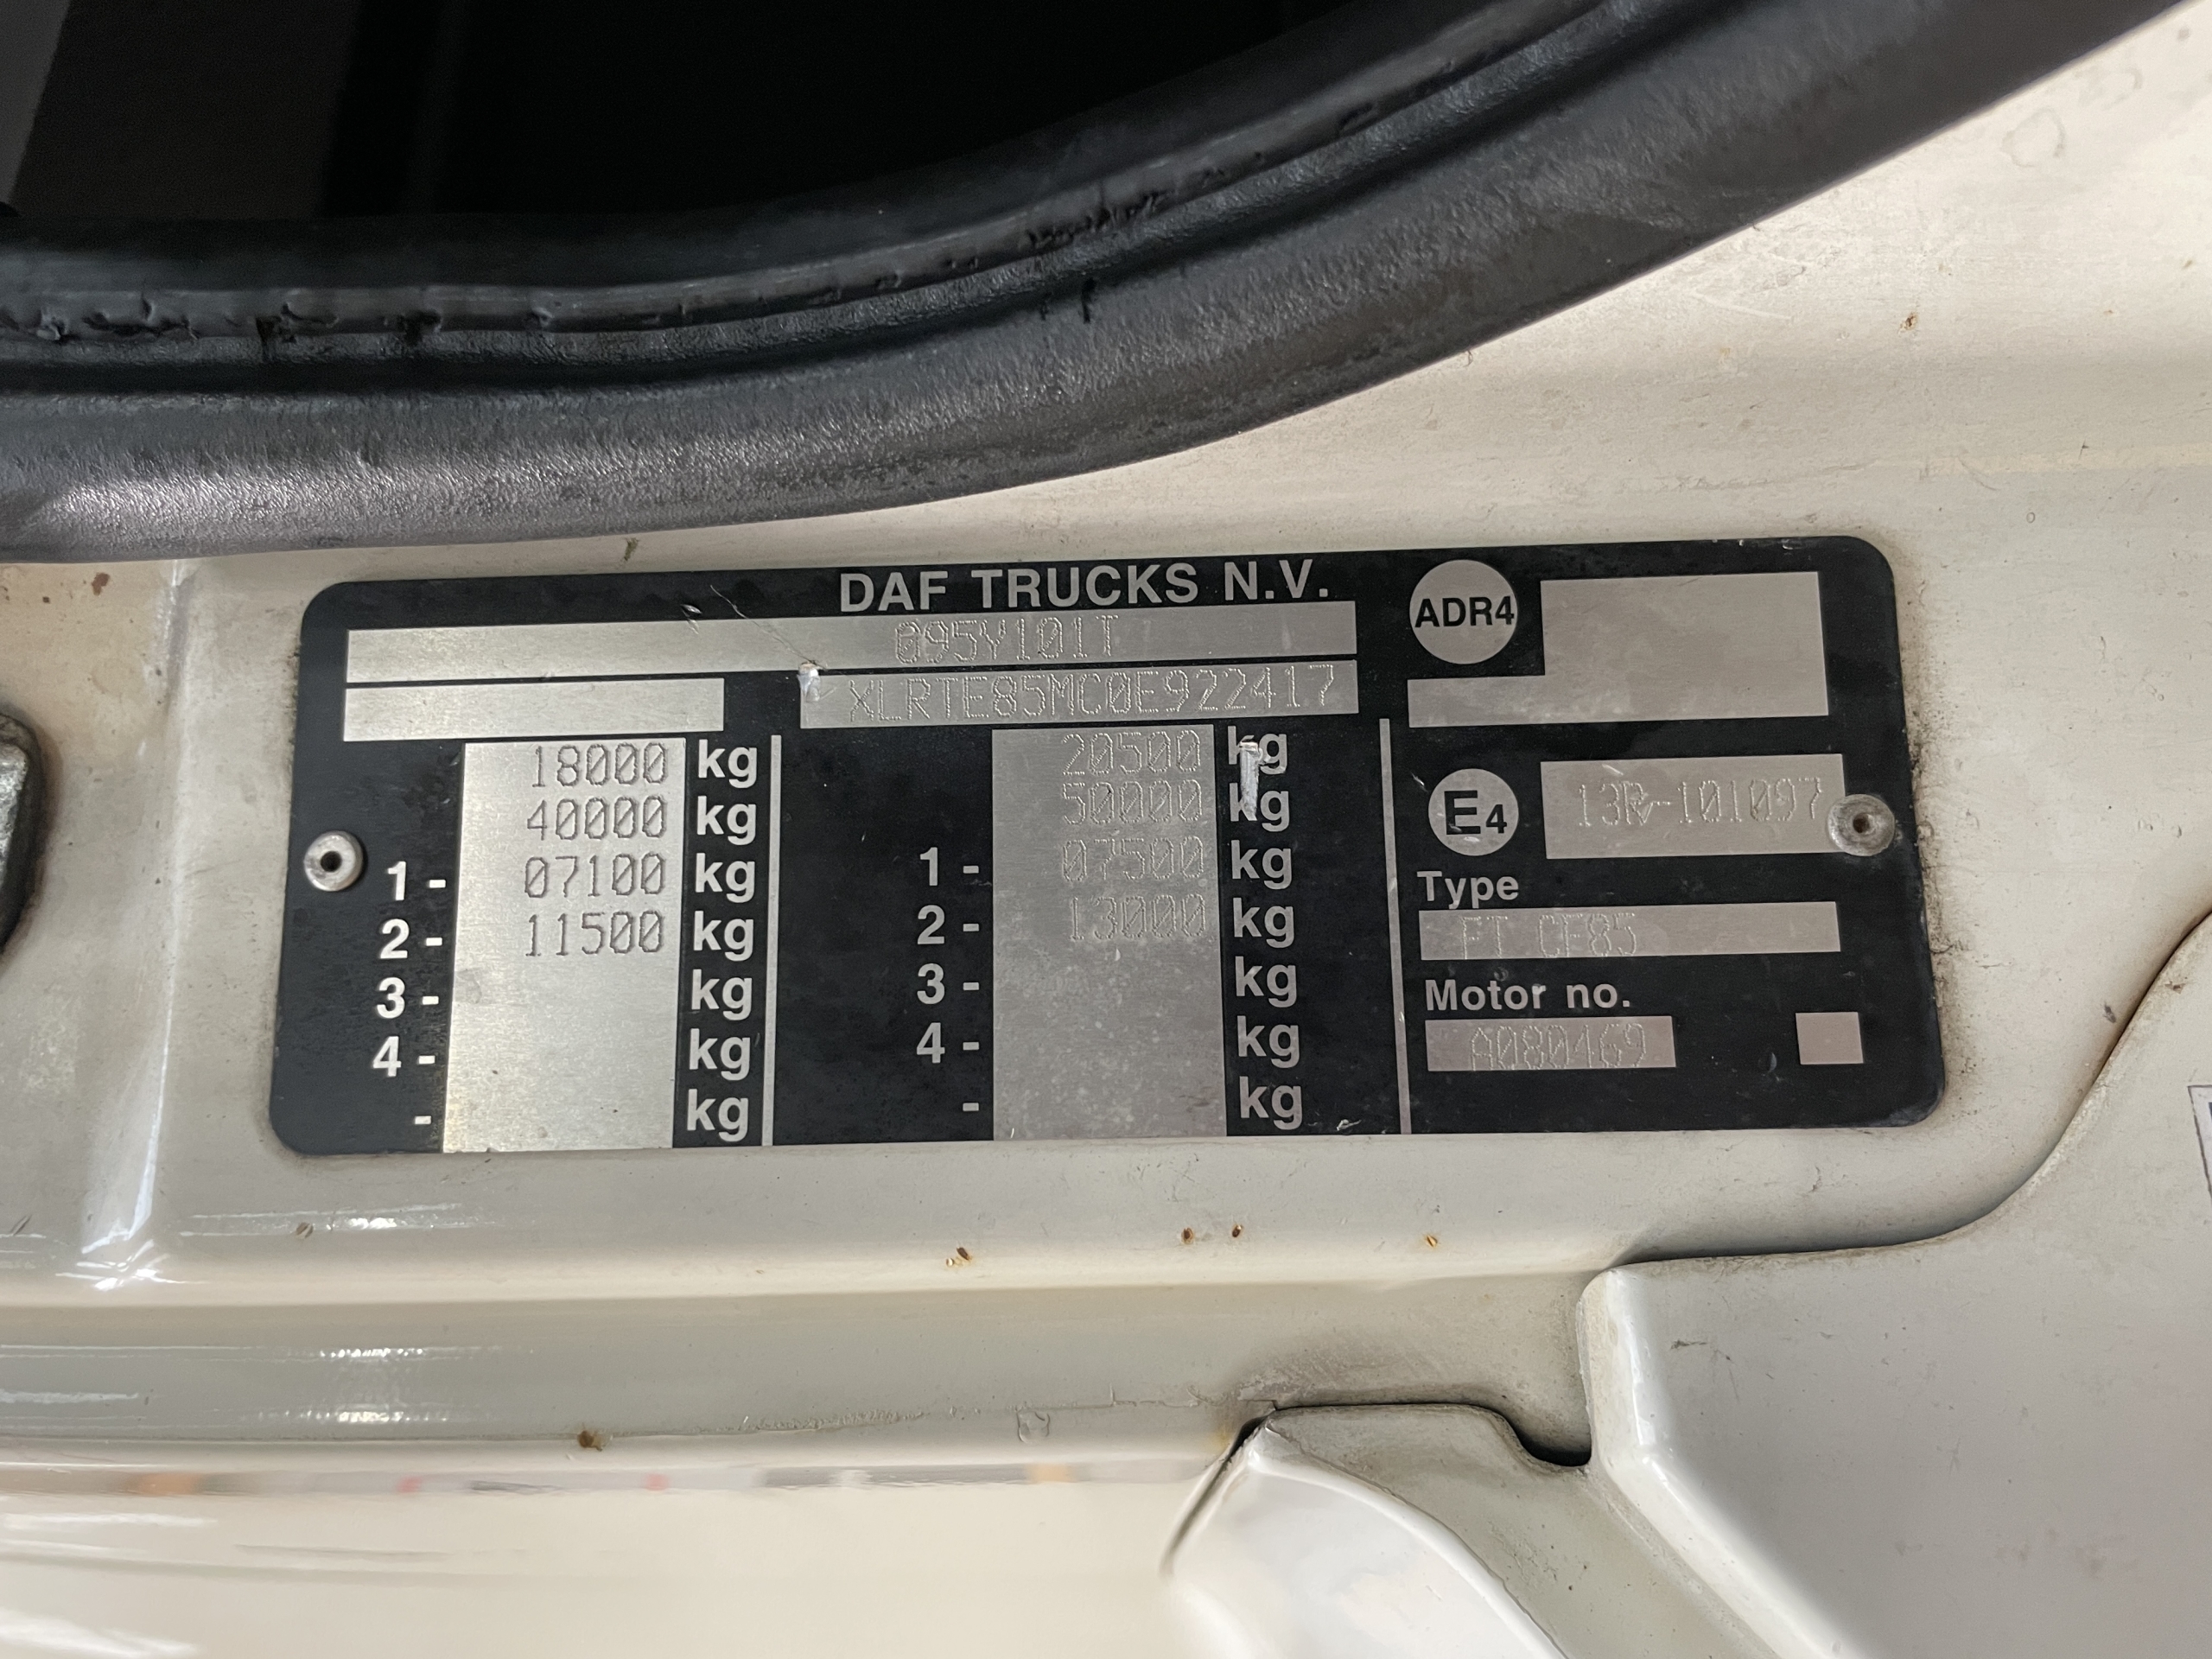 DAF TRUCKS N.V.
095Y101T
XLRTE85MC0E922417
18000 kg
40000 kg
1- 07100 kg
2- 11500 kg
3- kg
4- kg
- kg
20500 kg
50000 kg
1- 07500 kg
2- 13000 kg
3- kg
4- kg
- kg
ADR4
E4 13R-101097
Type
FT CF85
Motor no.
A080469